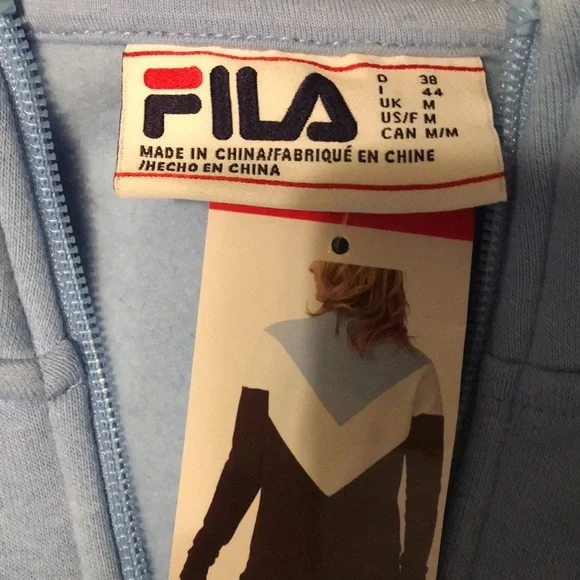 FILA
D 38
I 44
UK M
US/F M
CAN M/M
MADE IN CHINA/FABRIQUÉ EN CHINE
/HECHO EN CHINA